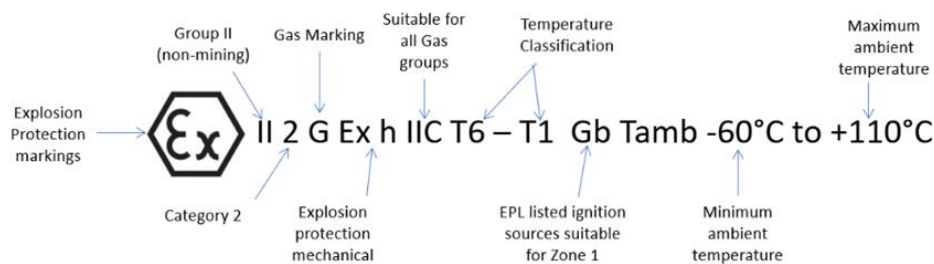 Group II
(non-mining)
Gas Marking
Suitable for
all Gas
groups
Temperature
Classification
Maximum
ambient
temperature
Explosion
Protection
markings
Ex II 2 G Ex h IIC T6 – T1 Gb Tamb -60°C to +110°C
Category 2
Explosion
protection
mechanical
EPL listed ignition
sources suitable
for Zone 1
Minimum
ambient
temperature